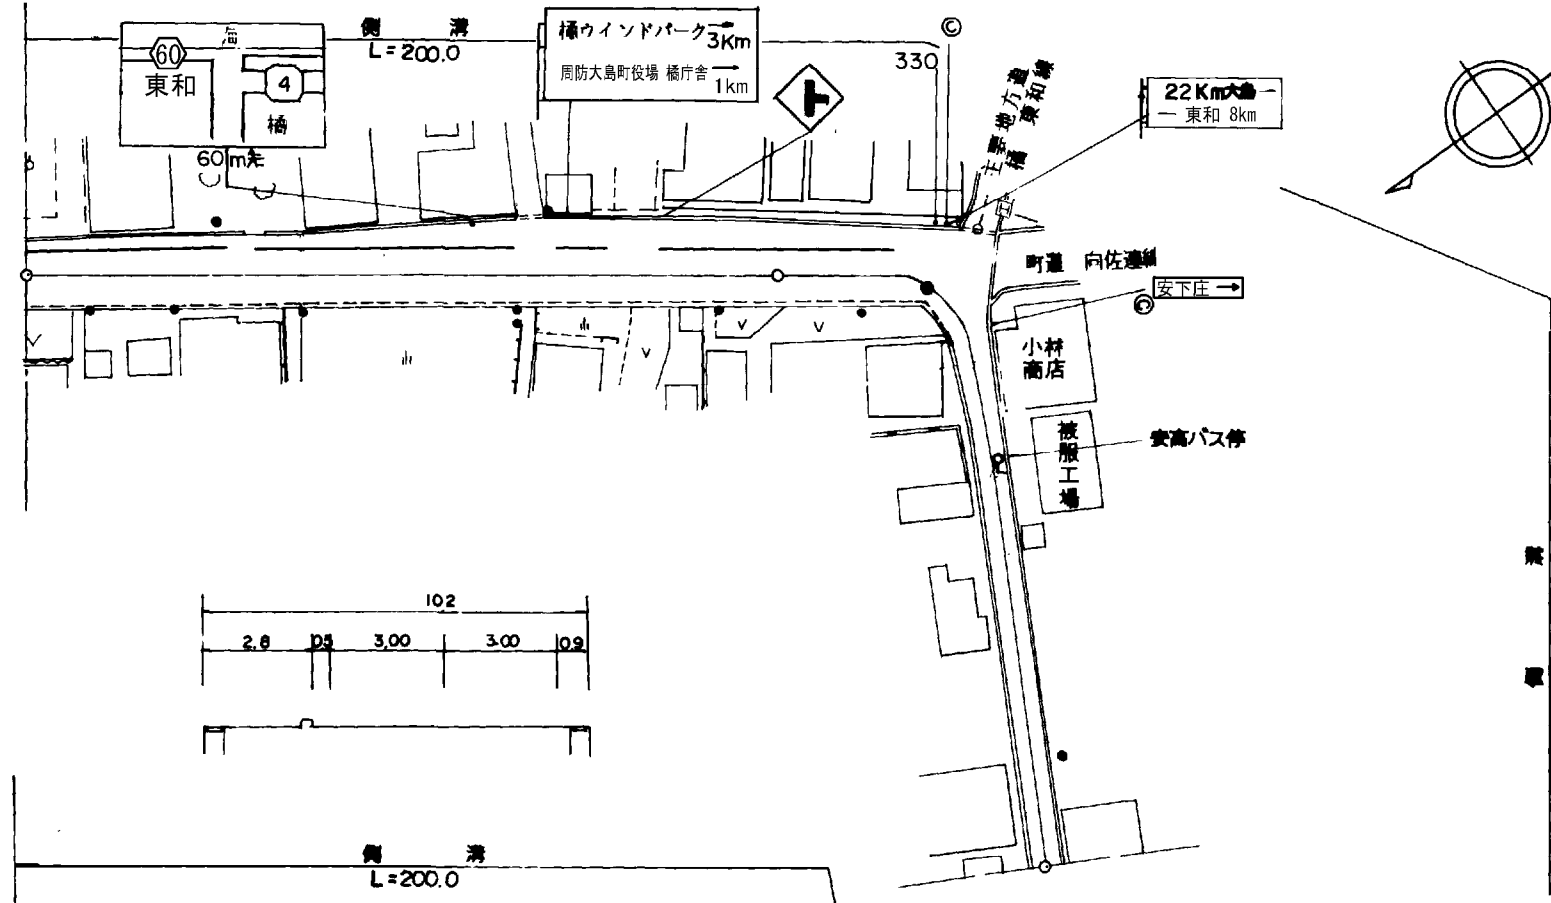 側 溝
L=200.0
60
東和
4
橘
60m先
橘ウインドパーク→ 3Km
周防大島町役場 橘庁舎 → 1km
C
330
主要地方道
橘東和線
22Km大島
東和 8km
町道 向佐連線
安下庄 →
C
小林
商店
安高バス停
被服工場
102
2.8 0.5 3.00 3.00 0.9
側 溝
L=200.0